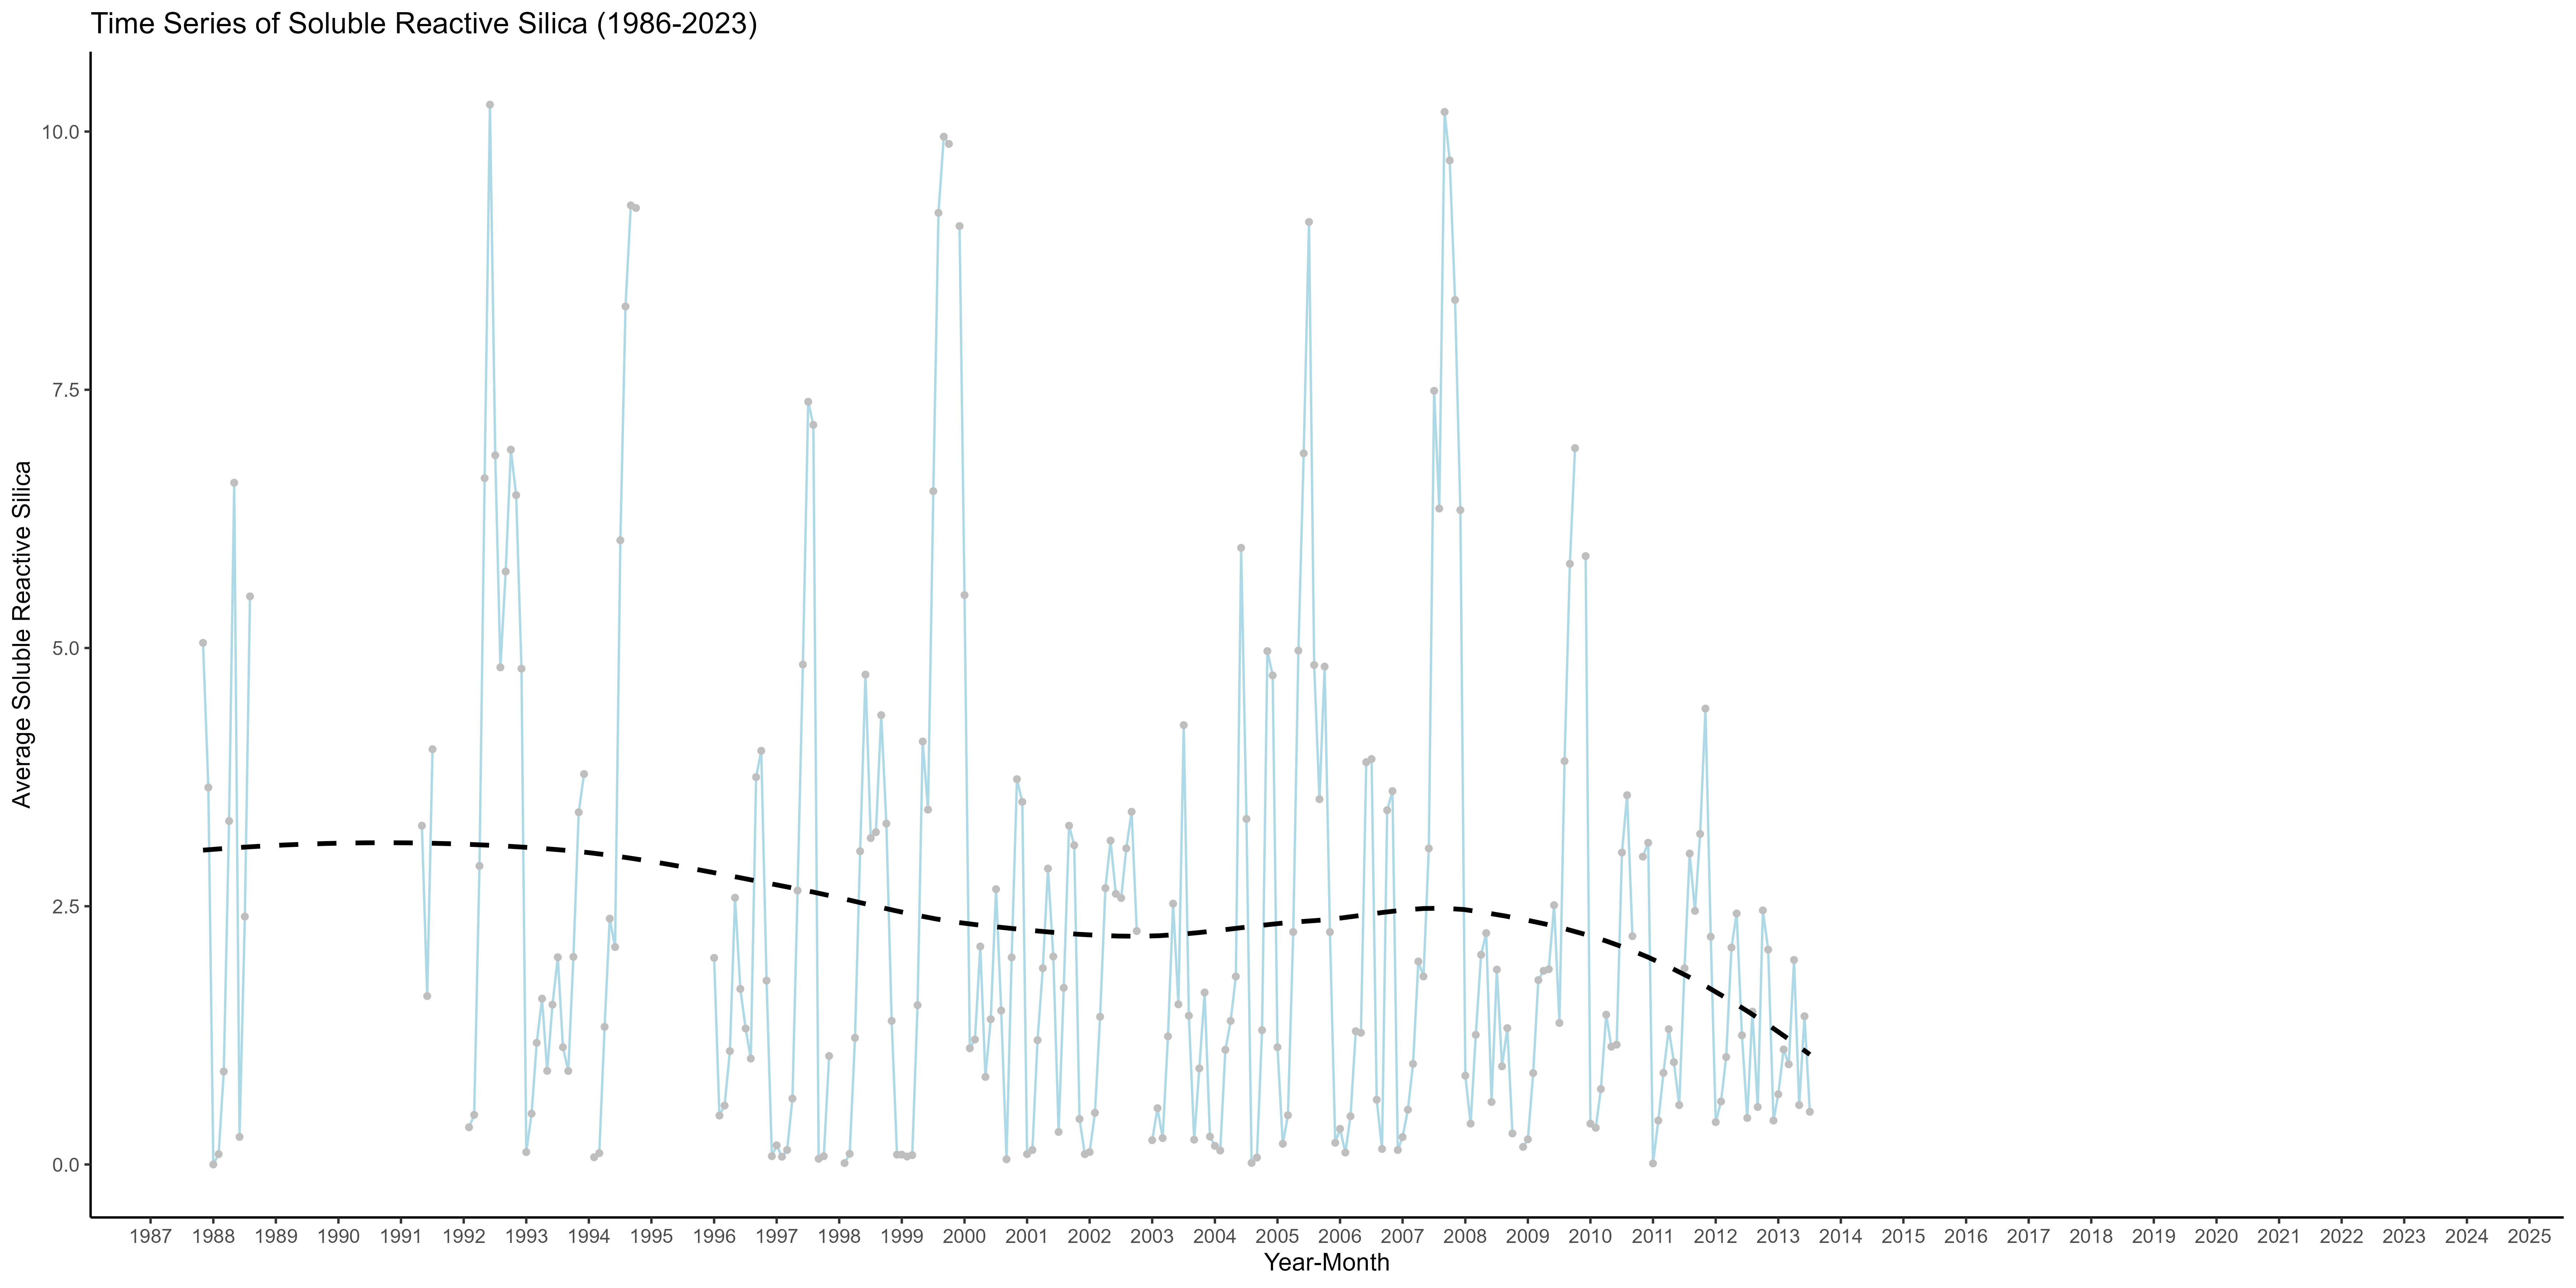 Time Series of Soluble Reactive Silica (1986-2023)
Average Soluble Reactive Silica
10.0
7.5
5.0
2.5
0.0
1987 1988 1989 1990 1991 1992 1993 1994 1995 1996 1997 1998 1999 2000 2001 2002 2003 2004 2005 2006 2007 2008 2009 2010 2011 2012 2013 2014 2015 2016 2017 2018 2019 2020 2021 2022 2023 2024 2025
Year-Month